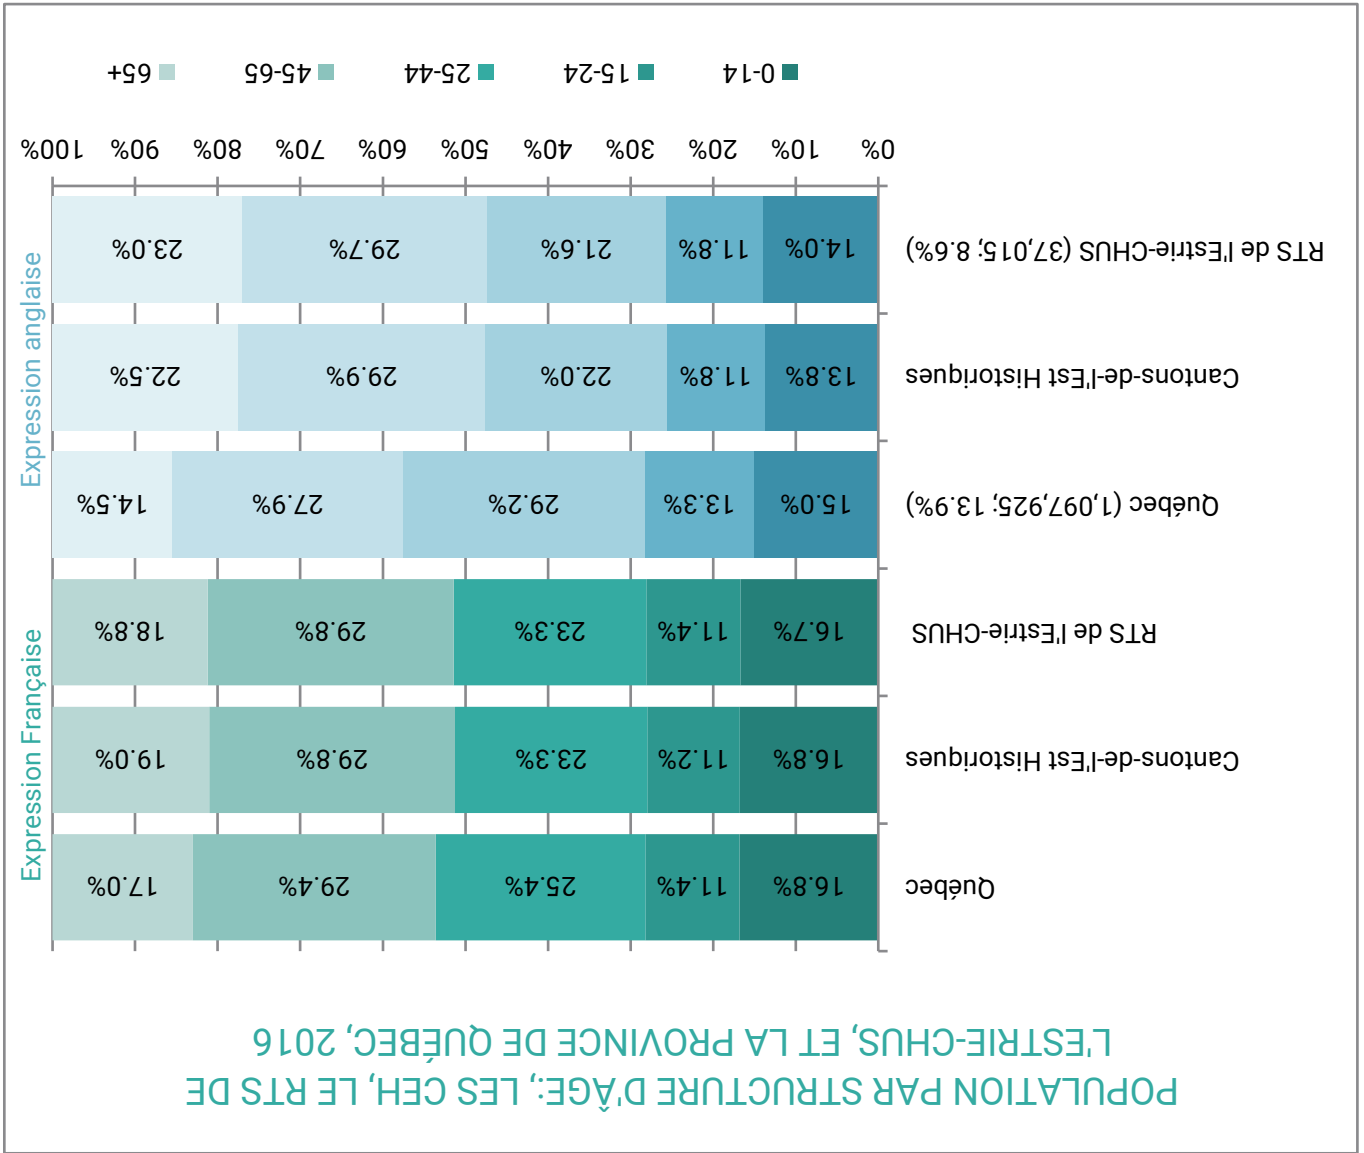 POPULATION PAR STRUCTURE D'ÂGE:, LES CEH, LE RTS DE
L'ESTRIE-CHUS, ET LA PROVINCE DE QUÉBEC, 2016
Expression Française
Québec
16.8% 11.4% 25.4% 29.4% 17.0%
Cantons-de-l'Est Historiques
16.8% 11.2% 23.3% 29.8% 19.0%
RTS de l'Estrie-CHUS
16.7% 11.4% 23.3% 29.8% 18.8%
Expression anglaise
Québec (1,097,925; 13.9%)
15.0% 13.3% 29.2% 27.9% 14.5%
Cantons-de-l'Est Historiques
13.8% 11.8% 22.0% 29.9% 22.5%
RTS de l'Estrie-CHUS (37,015; 8.6%)
14.0% 11.8% 21.6% 29.7% 23.0%
0% 10% 20% 30% 40% 50% 60% 70% 80% 90% 100%
0-14 15-24 25-44 45-65 65+